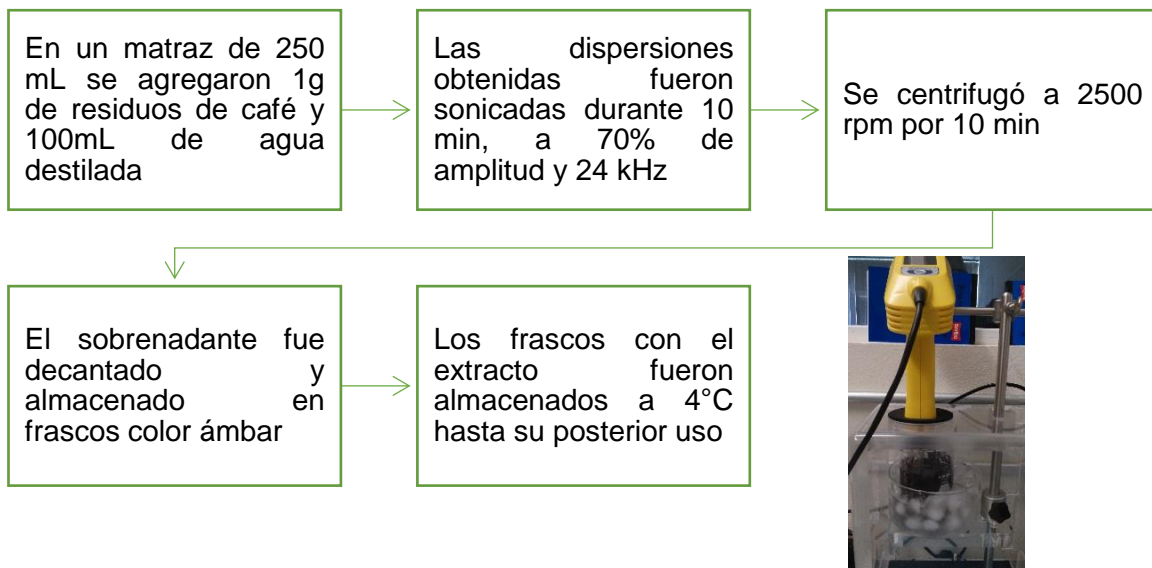 En un matraz de 250
mL se agregaron 1g
de residuos de café y
100mL de agua
destilada
Las dispersiones
obtenidas fueron
sonicadas durante 10
min, a 70% de
amplitud y 24 kHz
Se centrifugó a 2500
rpm por 10 min
El sobrenadante fue
decantado y
almacenado en
frascos color ámbar
Los frascos con el
extracto fueron
almacenados a 4°C
hasta su posterior uso